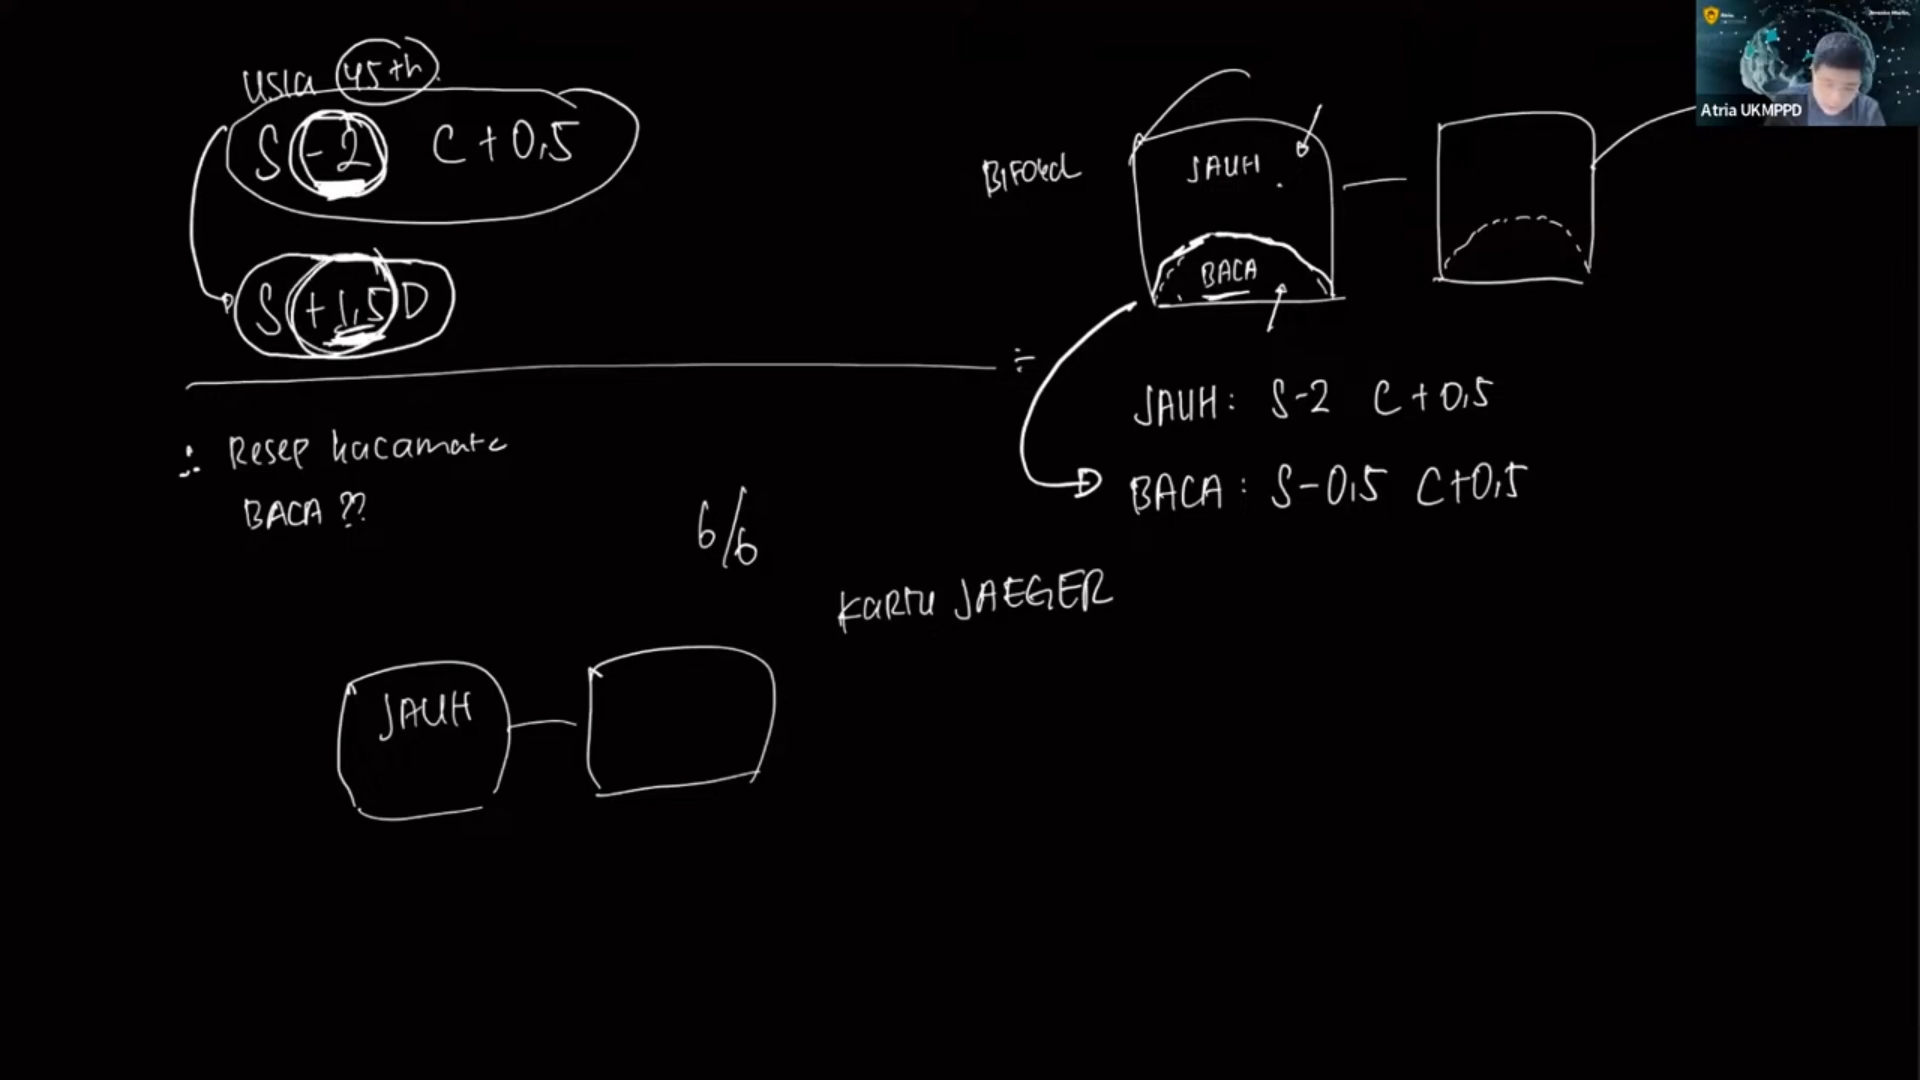 USIA 45 th
S -2 C + 0,5
S + 1,5 D
∴ Resep kacamata
BACA ??
6/6
KARTU JAEGER
JAUH
BIFOKAL
JAUH
BACA
JAUH: S-2 C + 0,5
BACA: S-0,5 C+0,5
Atria UKMPPD